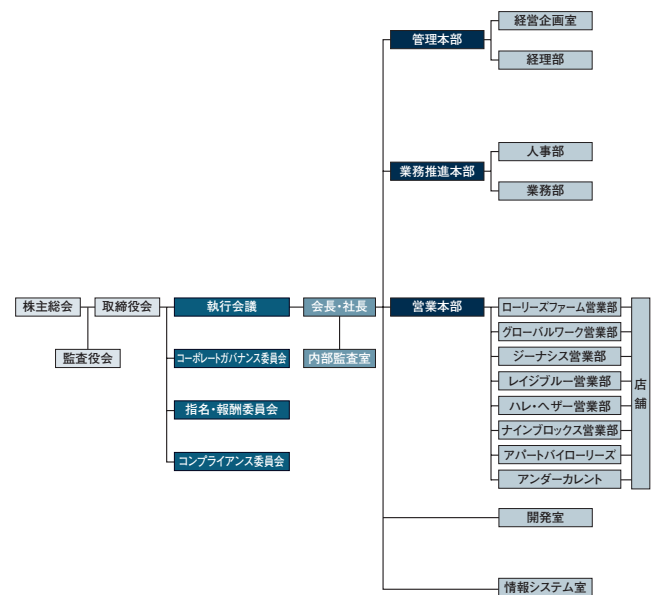 経営企画室
管理本部
経理部
人事部
業務推進本部
業務部
株主総会
取締役会
執行会議
会長・社長
営業本部
ローリーズファーム営業部
グローバルワーク営業部
監査役会
コーポレートガバナンス委員会
内部監査室
ジーナシス営業部
レイジブルー営業部
店舗
指名・報酬委員会
ハレ・ヘザー営業部
ナインブロックス営業部
コンプライアンス委員会
アパートバイローリーズ
アンダーカレント
開発室
情報システム室